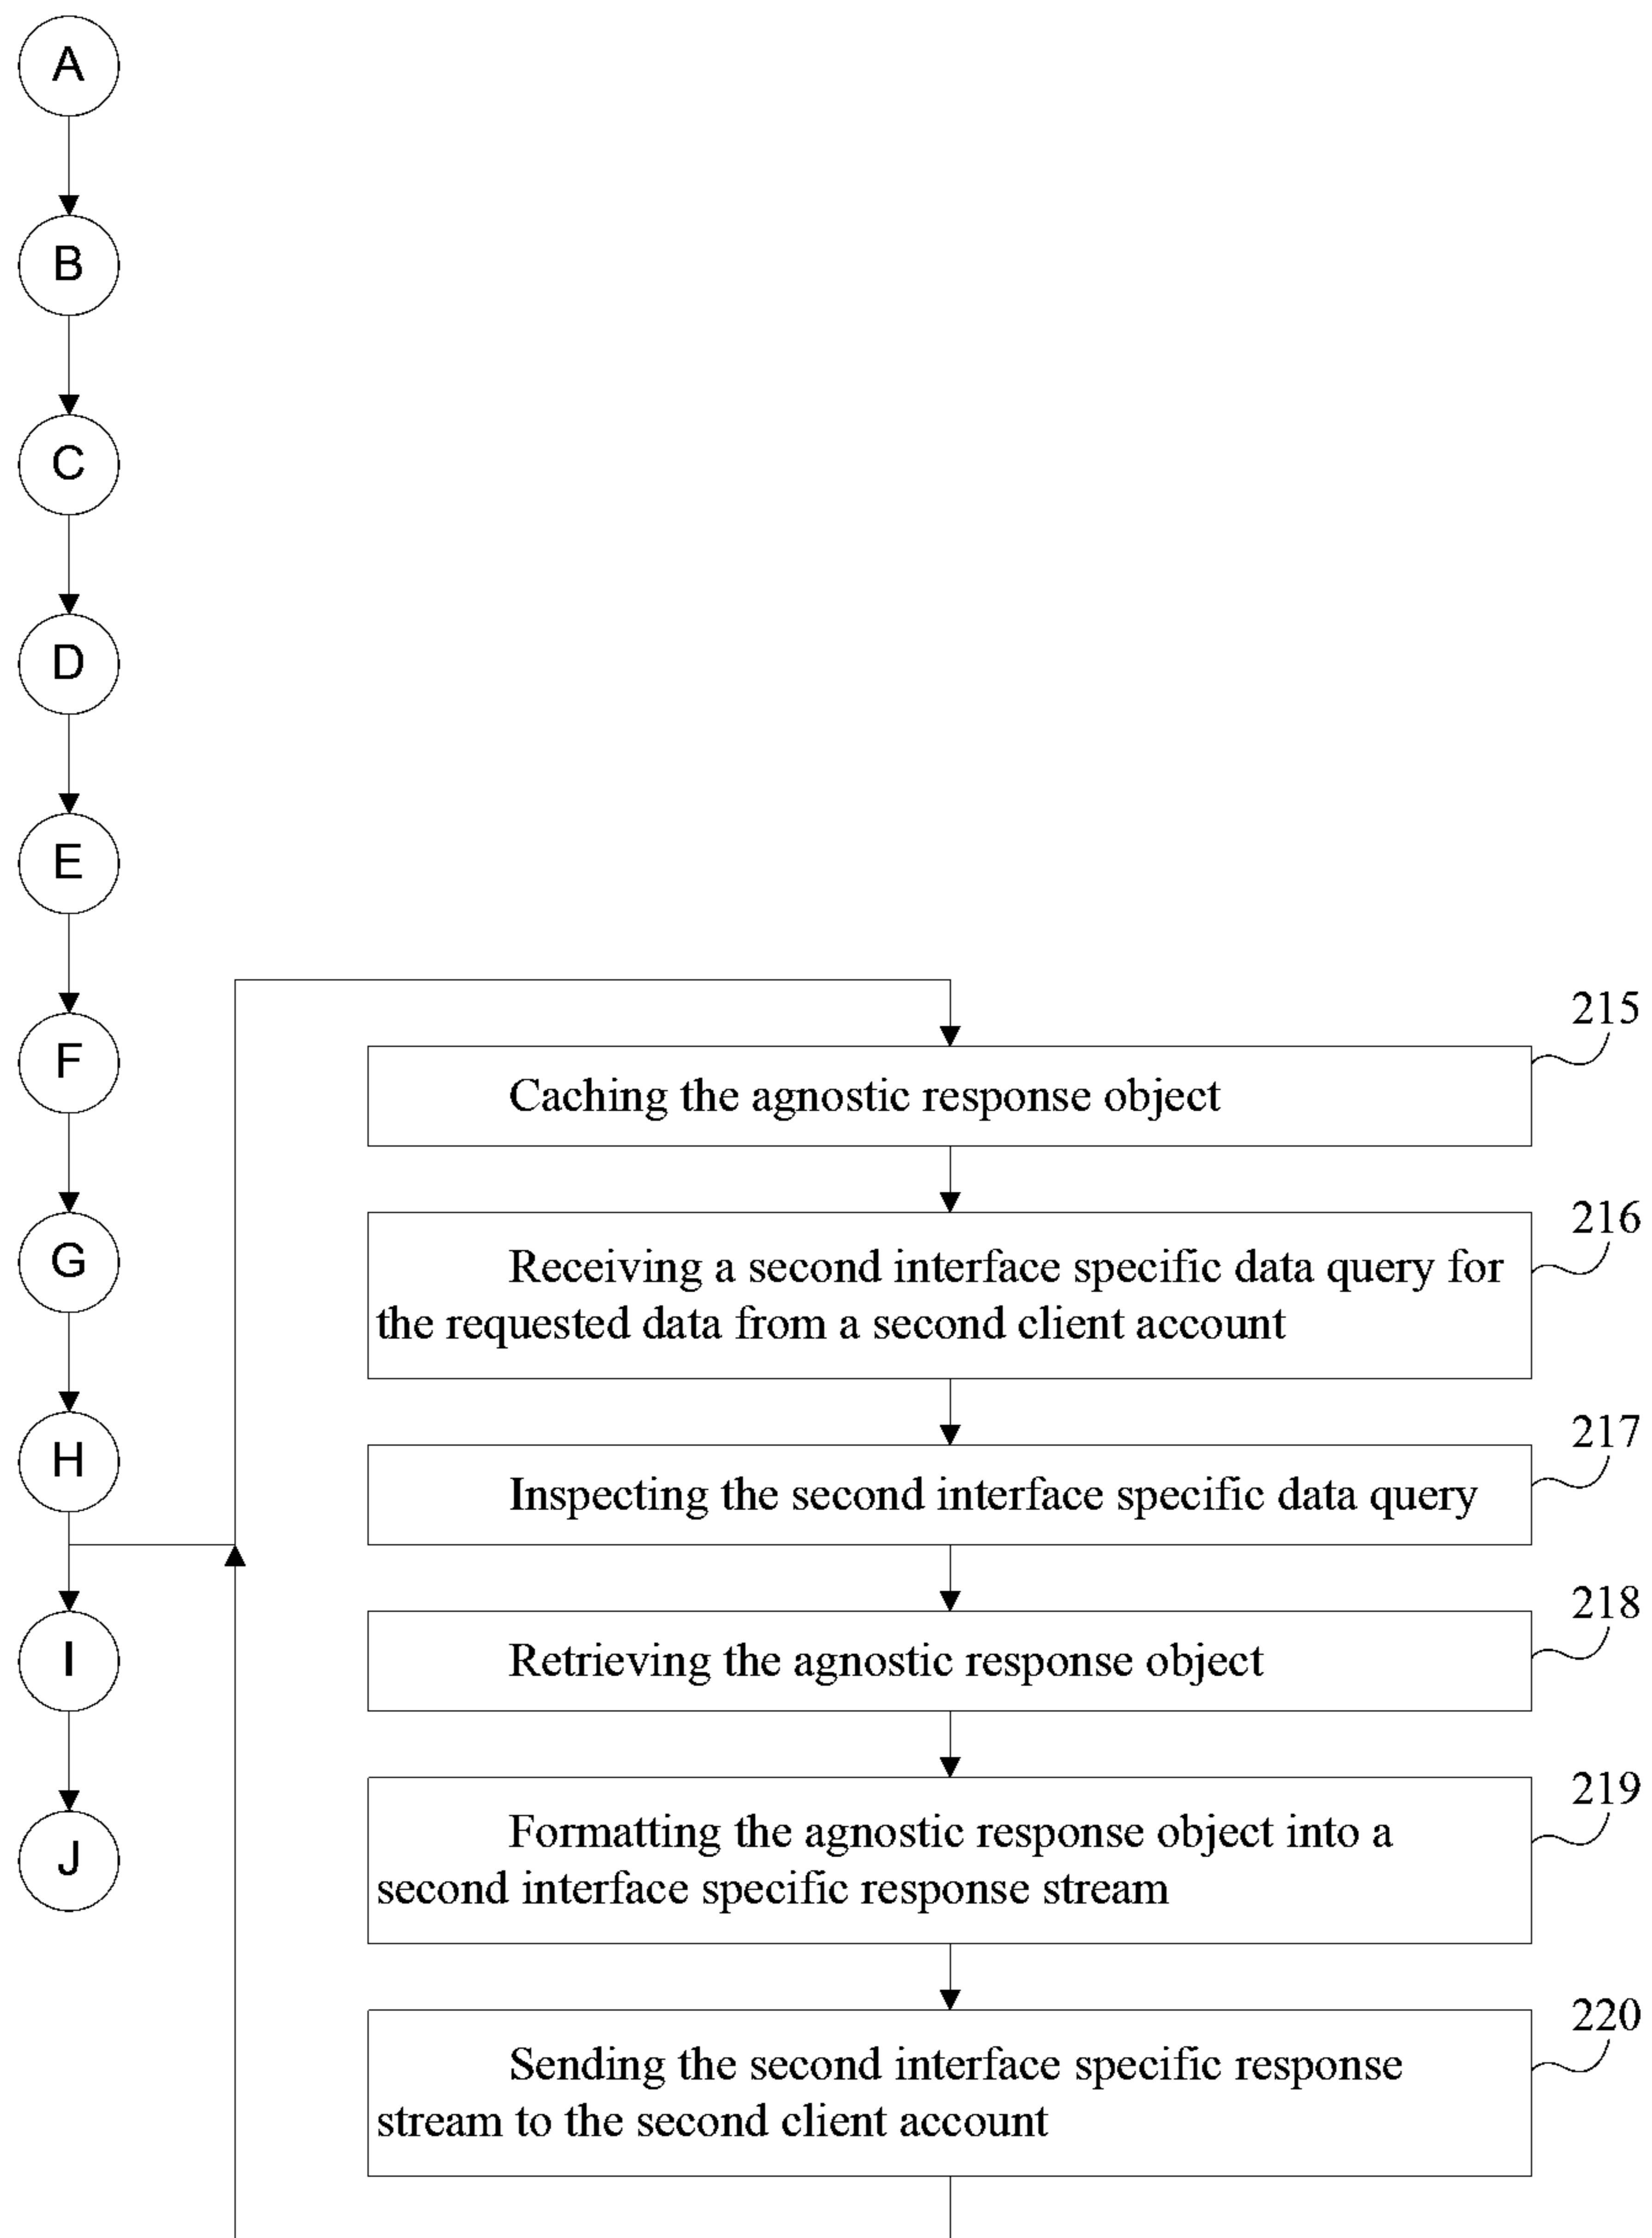 A
B
C
D
E
F
G
H
I
J
215
Caching the agnostic response object
216
Receiving a second interface specific data query for
the requested data from a second client account
217
Inspecting the second interface specific data query
218
Retrieving the agnostic response object
219
Formatting the agnostic response object into a
second interface specific response stream
220
Sending the second interface specific response
stream to the second client account